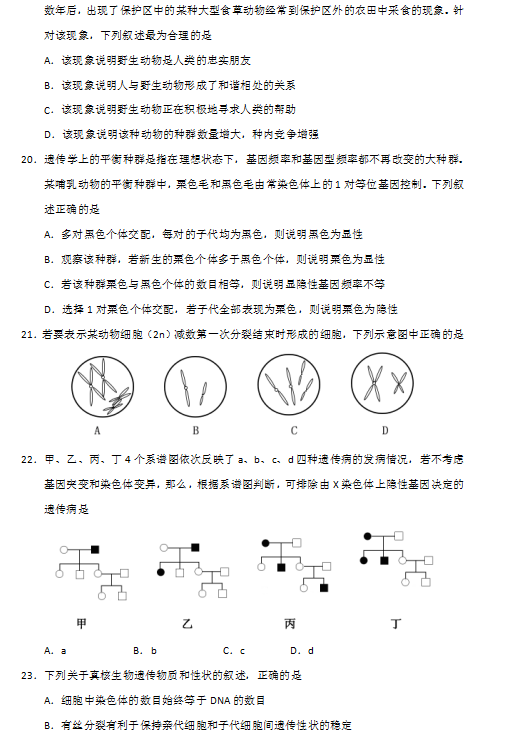 数年后，出现了保护区中的某种大型食草动物经常到保护区外的农田中采食的现象。针
对该现象，下列叙述最为合理的是
A．该现象说明野生动物是人类的忠实朋友
B．该现象说明人与野生动物形成了和谐相处的关系
C．该现象说明野生动物正在积极地寻求人类的帮助
D．该现象说明该种动物的种群数量增大，种内竞争增强
20．遗传学上的平衡种群是指在理想状态下，基因频率和基因型频率都不再改变的大种群。
某哺乳动物的平衡种群中，栗色毛和黑色毛由常染色体上的1对等位基因控制。下列叙
述正确的是
A．多对黑色个体交配，每对的子代均为黑色，则说明黑色为显性
B．观察该种群，若新生的栗色个体多于黑色个体，则说明栗色为显性
C．若该种群栗色与黑色个体的数目相等，则说明显隐性基因频率不等
D．选择1对栗色个体交配，若子代全部表现为栗色，则说明栗色为隐性
21．若要表示某动物细胞（2n）减数第一次分裂结束时形成的细胞，下列示意图中正确的是
A B C D
22．甲、乙、丙、丁4个系谱图依次反映了a、b、c、d四种遗传病的发病情况，若不考虑
基因突变和染色体变异，那么，根据系谱图判断，可排除由X染色体上隐性基因决定的
遗传病是
甲 乙 丙 丁
A．a B．b C．c D．d
23．下列关于真核生物遗传物质和性状的叙述，正确的是
A．细胞中染色体的数目始终等于DNA的数目
B．有丝分裂有利于保持亲代细胞和子代细胞间遗传性状的稳定